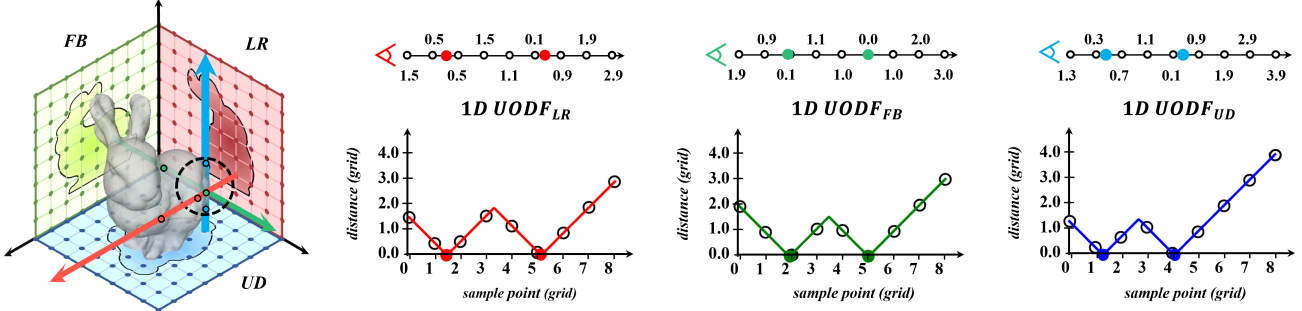 FB
LR
UD
0.5 1.5 0.1 1.9
1.5 0.5 1.1 0.9 2.9
1D UODF_LR
distance (grid)
4.0
3.0
2.0
1.0
0.0
0 1 2 3 4 5 6 7 8
sample point (grid)
0.9 1.1 0.0 2.0
1.9 0.1 1.0 1.0 3.0
1D UODF_FB
distance (grid)
4.0
3.0
2.0
1.0
0.0
0 1 2 3 4 5 6 7 8
sample point (grid)
0.3 1.1 0.9 2.9
1.3 0.7 0.1 1.9 3.9
1D UODF_UD
distance (grid)
4.0
3.0
2.0
1.0
0.0
0 1 2 3 4 5 6 7 8
sample point (grid)